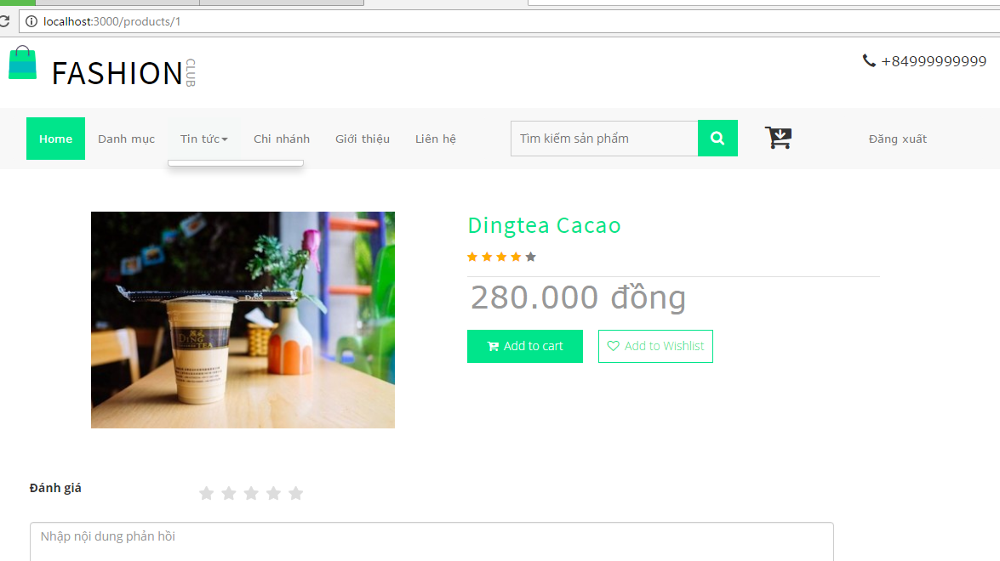 localhost:3000/products/1
FASHION CLUB
+84999999999
Home Danh mục Tin tức Chi nhánh Giới thiệu Liên hệ Tìm kiếm sản phẩm Đăng xuất
Dingtea Cacao
280.000 đồng
Add to cart Add to Wishlist
DING
TEA
Đánh giá
Nhập nội dung phản hồi